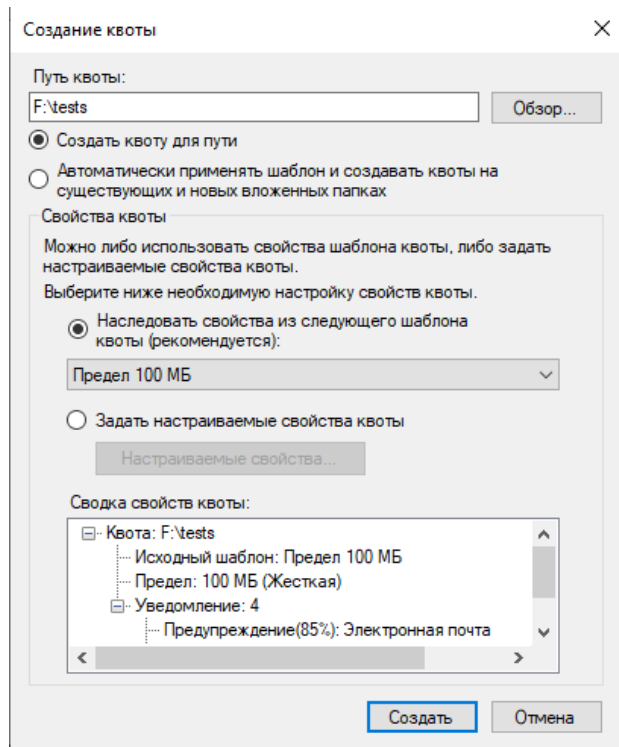 Создание квоты
Путь квоты:
F:\tests
Обзор...
Создать квоту для пути
Автоматически применять шаблон и создавать квоты на
существующих и новых вложенных папках
Свойства квоты
Можно либо использовать свойства шаблона квоты, либо задать
настраиваемые свойства квоты.
Выберите ниже необходимую настройку свойств квоты.
Наследовать свойства из следующего шаблона
квоты (рекомендуется):
Предел 100 МБ
Задать настраиваемые свойства квоты
Настраиваемые свойства...
Сводка свойств квоты:
Квота: F:\tests
Исходный шаблон: Предел 100 МБ
Предел: 100 МБ (Жесткая)
Уведомление: 4
Предупреждение(85%): Электронная почта
Создать
Отмена